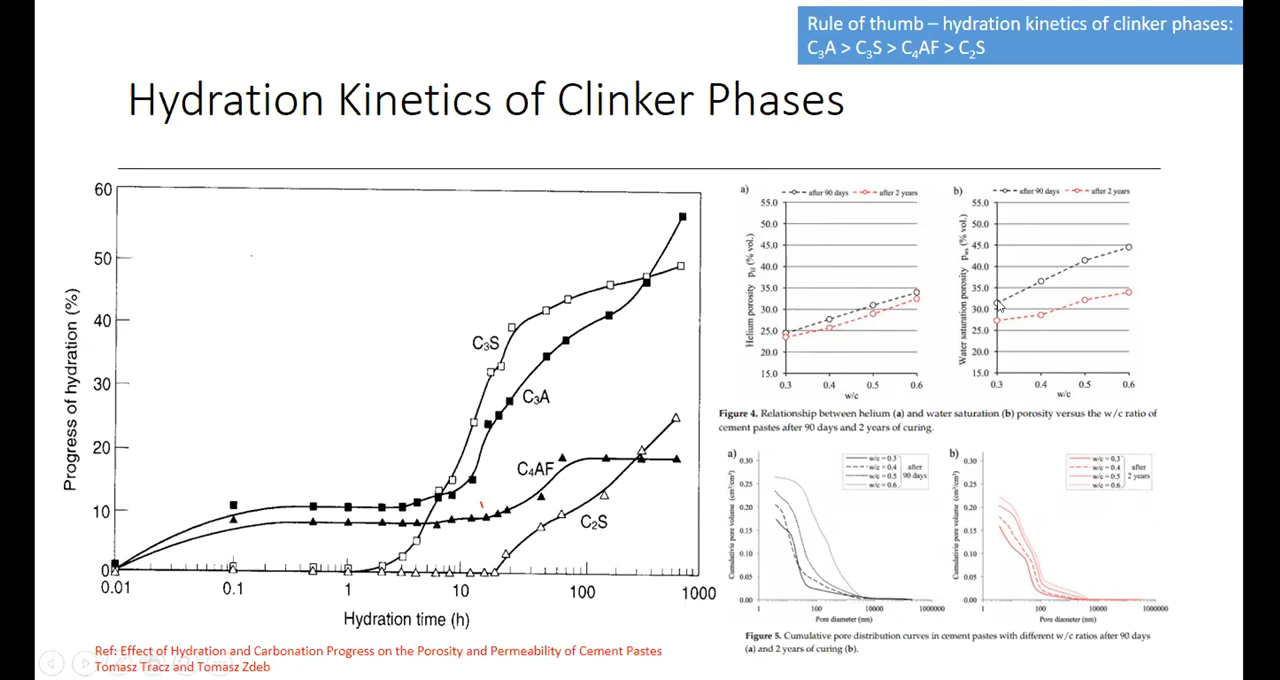 Rule of thumb – hydration kinetics of clinker phases:
C₃A > C₃S > C₄AF > C₂S
Hydration Kinetics of Clinker Phases
Progress of hydration (%)
60
50
40
30
20
10
0
C₃S
C₃A
C₄AF
C₂S
0.01 0.1 1 10 100 1000
Hydration time (h)
a)
after 90 days after 2 years
Helium porosity pH (% vol.)
55.0
50.0
45.0
40.0
35.0
30.0
25.0
20.0
15.0
0.3 0.4 0.5 0.6
w/c
b)
after 90 days after 2 years
Water saturation porosity pws (% vol.)
55.0
50.0
45.0
40.0
35.0
30.0
25.0
20.0
15.0
0.3 0.4 0.5 0.6
w/c
Figure 4. Relationship between helium (a) and water saturation (b) porosity versus the w/c ratio of
cement pastes after 90 days and 2 years of curing.
a)
Cumulative pore volume (cm³/cm³)
0.30
0.25
0.20
0.15
0.10
0.05
0.00
w/c = 0.3
w/c = 0.4
w/c = 0.5
w/c = 0.6
after
90 days
1 100 10000 1000000
Pore diameter (nm)
b)
Cumulative pore volume (cm³/cm³)
0.30
0.25
0.20
0.15
0.10
0.05
0.00
w/c = 0.3
w/c = 0.4
w/c = 0.5
w/c = 0.6
after
2 years
1 100 10000 1000000
Pore diameter (nm)
Figure 5. Cumulative pore distribution curves in cement pastes with different w/c ratios after 90 days
(a) and 2 years of curing (b).
Ref: Effect of Hydration and Carbonation Progress on the Porosity and Permeability of Cement Pastes
Tomasz Tracz and Tomasz Zdeb